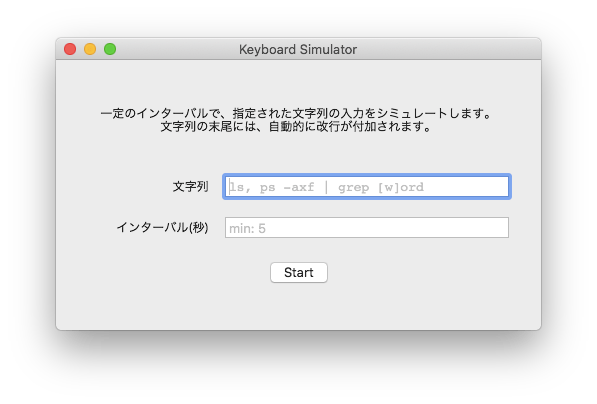 Keyboard Simulator
一定のインターバルで、指定された文字列の入力をシミュレートします。
文字列の末尾には、自動的に改行が付加されます。
文字列
ls, ps -axf | grep [w]ord
インターバル(秒)
min: 5
Start